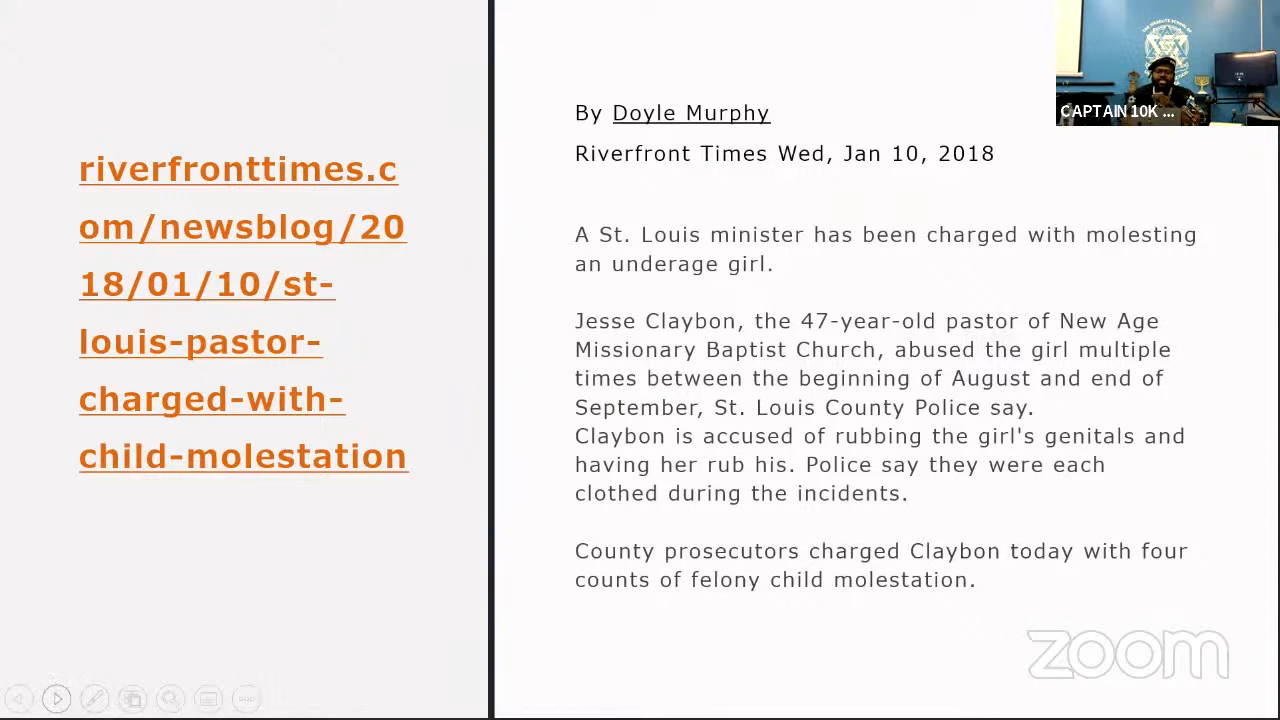 riverfronttimes.c
om/newsblog/20
18/01/10/st-
louis-pastor-
charged-with-
child-molestation
By Doyle Murphy
Riverfront Times Wed, Jan 10, 2018
A St. Louis minister has been charged with molesting
an underage girl.
Jesse Claybon, the 47-year-old pastor of New Age
Missionary Baptist Church, abused the girl multiple
times between the beginning of August and end of
September, St. Louis County Police say.
Claybon is accused of rubbing the girl's genitals and
having her rub his. Police say they were each
clothed during the incidents.
County prosecutors charged Claybon today with four
counts of felony child molestation.
CAPTAIN 10K ...
zoom